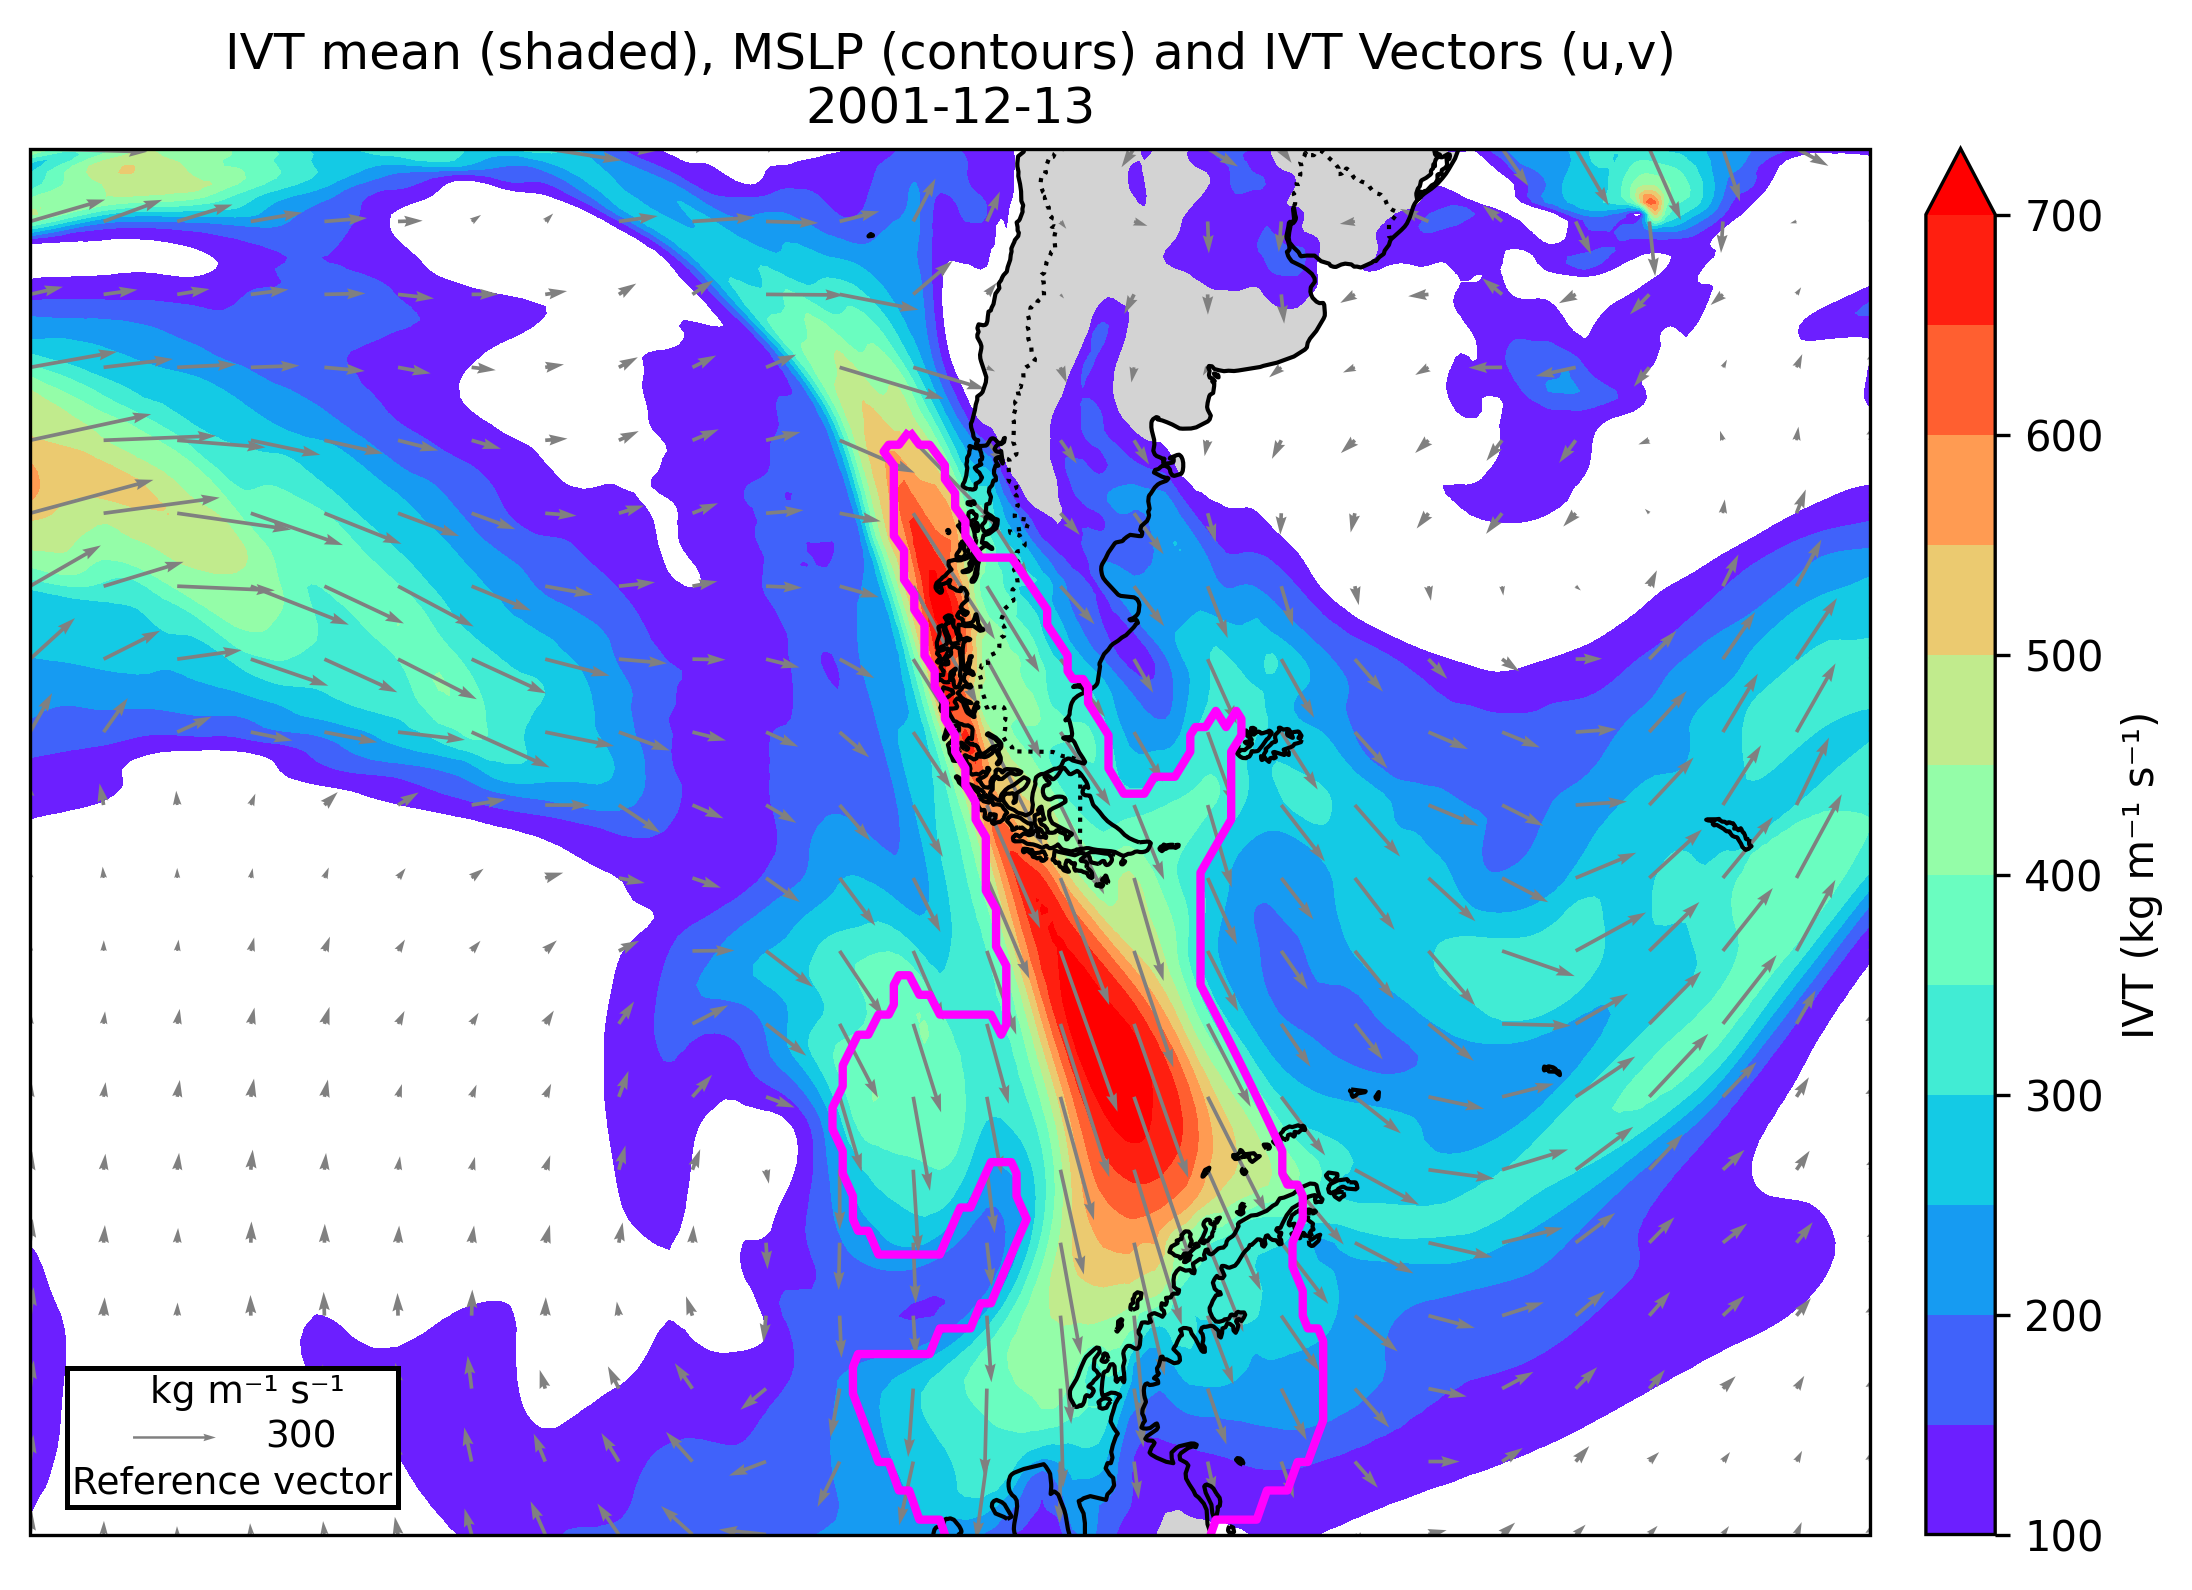 IVT mean (shaded), MSLP (contours) and IVT Vectors (u,v)
2001-12-13
700
600
500
400
300
200
100
IVT (kg m⁻¹ s⁻¹)
kg m⁻¹ s⁻¹
300
Reference vector